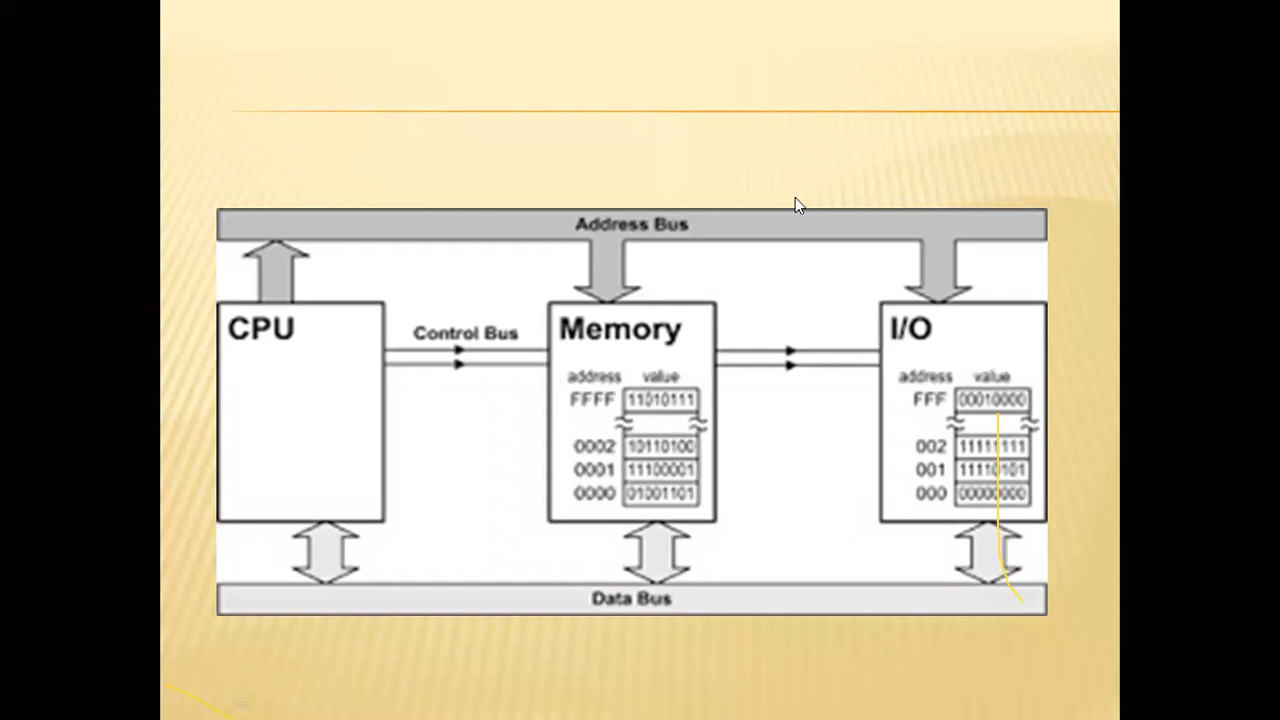 Address Bus
CPU
Control Bus
Memory
address value
FFFF 11010111
0002 10110100
0001 11100001
0000 01001101
I/O
address value
FFF 00010000
002 11111111
001 11110101
000 00000000
Data Bus